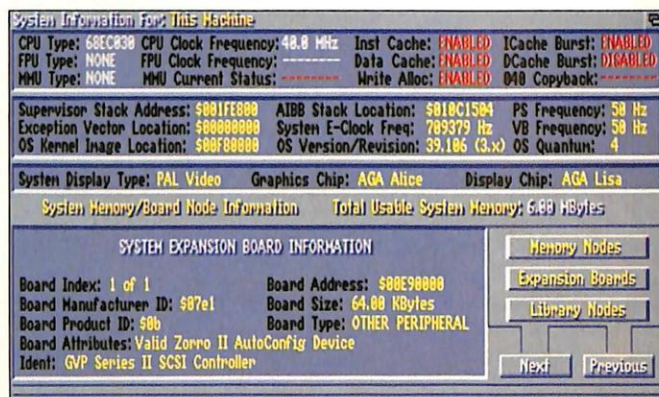 System Information For: This Machine
CPU Type: 68EC030 CPU Clock Frequency: 40.0 MHz Inst Cache: ENABLED ICache Burst: ENABLED
FPU Type: NONE FPU Clock Frequency: -------- Data Cache: ENABLED DCache Burst: DISABLED
MMU Type: NONE MMU Current Status: -------- Write Alloc: ENABLED 040 Copyback: --------
Supervisor Stack Address: $001FE800 AIBB Stack Location: $010C1504 PS Frequency: 50 Hz
Exception Vector Location: $00000000 System E-Clock Freq: 709379 Hz VB Frequency: 50 Hz
OS Kernel Image Location: $00F80000 OS Version/Revision: 39.106 (3.x) OS Quantum: 4
System Display Type: PAL Video Graphics Chip: AGA Alice Display Chip: AGA Lisa
System Memory/Board Node Information Total Usable System Memory: 6.00 MBytes
SYSTEM EXPANSION BOARD INFORMATION
Board Index: 1 of 1 Board Address: $00E90000
Board Manufacturer ID: $07e1 Board Size: 64.00 KBytes
Board Product ID: $0b Board Type: OTHER PERIPHERAL
Board Attributes: Valid Zorro II AutoConfig Device
Ident: GVP Series II SCSI Controller
Memory Nodes
Expansion Boards
Library Nodes
Next Previous